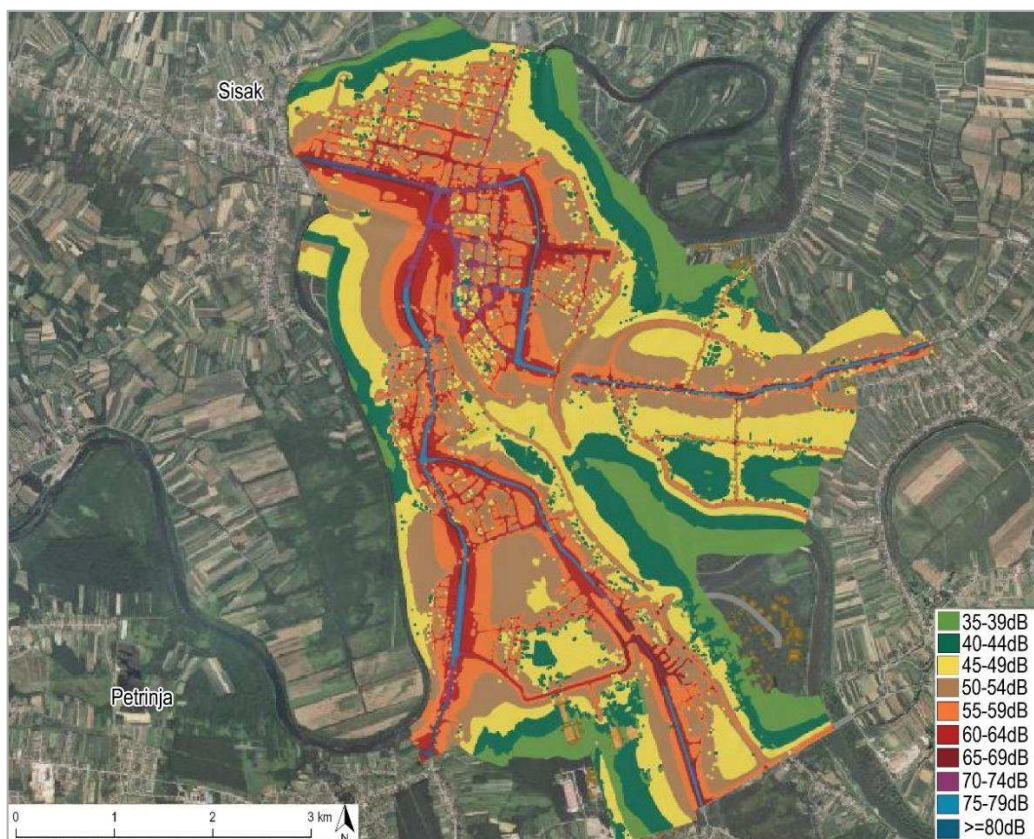 Sisak
Petrinja
35-39dB
40-44dB
45-49dB
50-54dB
55-59dB
60-64dB
65-69dB
70-74dB
75-79dB
>=80dB
0 1 2 3 km
N